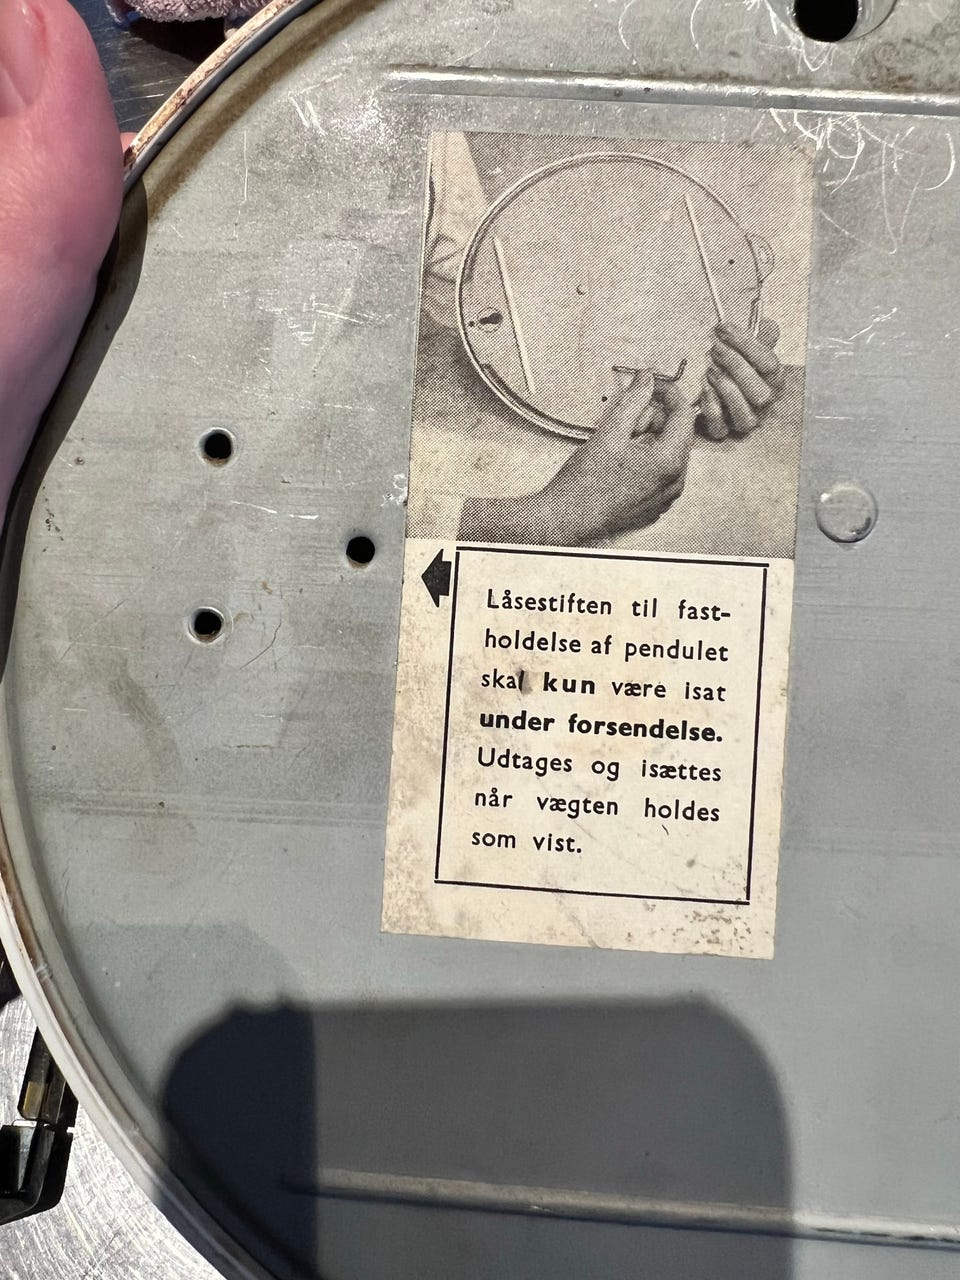 Låsestiften til fast-
holdelse af pendulet
skal kun være isat
under forsendelse.
Udtages og isættes
når vægten holdes
som vist.